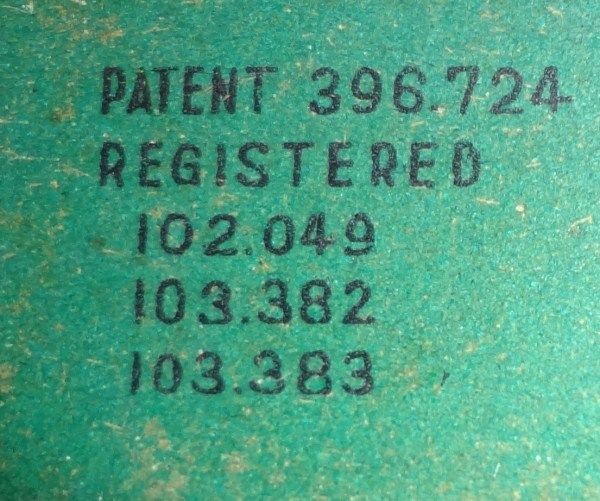 PATENT 396.724
REGISTERED
102.049
103.382
103.383